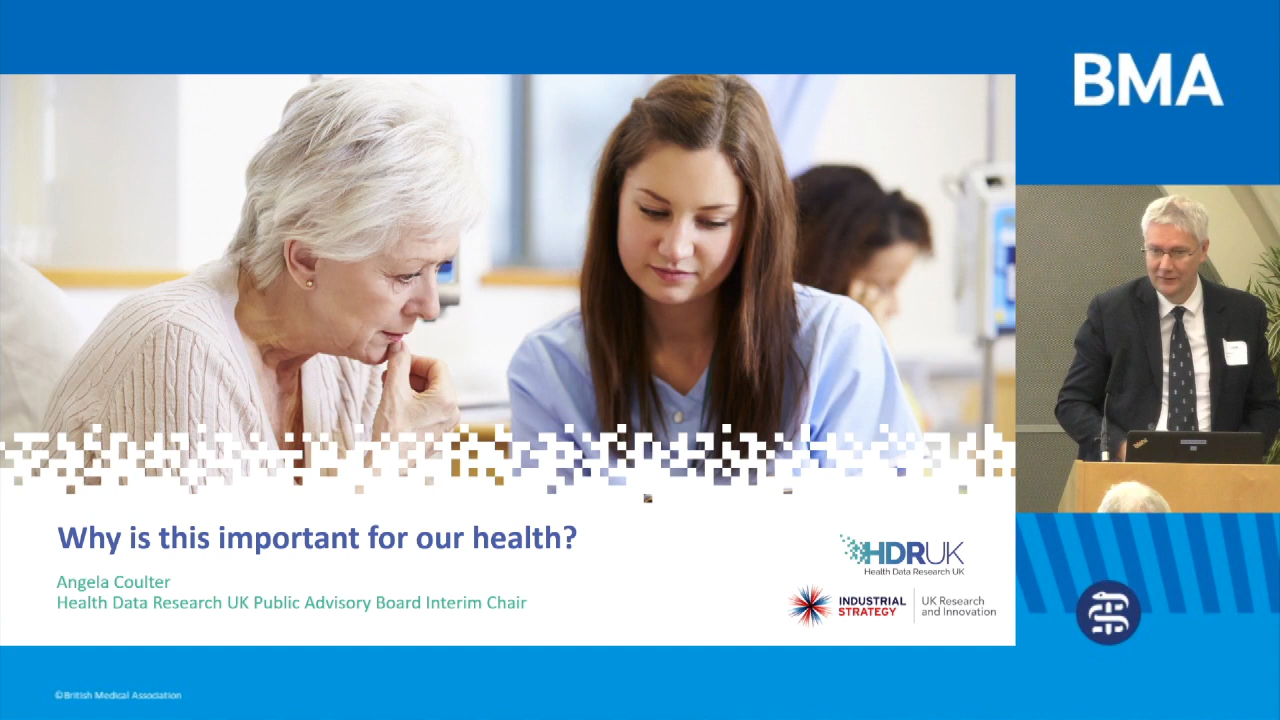 BMA
Why is this important for our health?
Angela Coulter
Health Data Research UK Public Advisory Board Interim Chair
HDRUK
Health Data Research UK
INDUSTRIAL
STRATEGY
UK Research
and Innovation
©British Medical Association